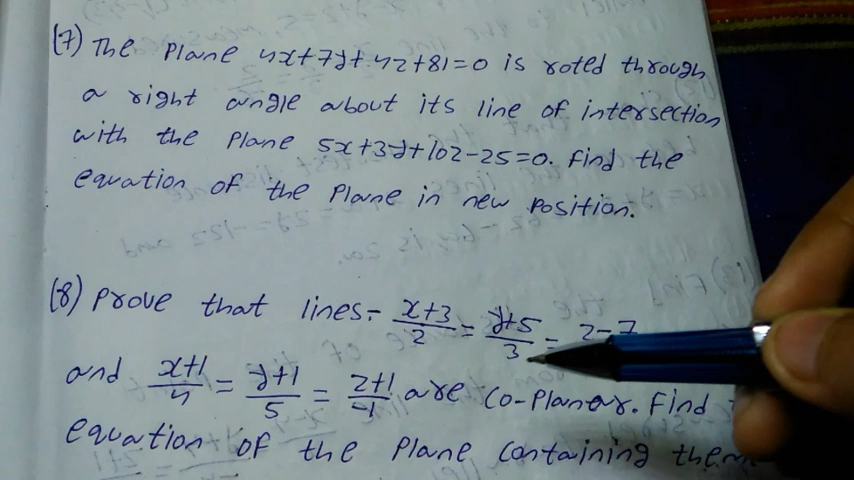 (7) The Plane 4x+7y+4z+81=0 is roted through
a right angle about its line of intersection
with the Plane 5x+3y+10z-25=0. Find the
equation of the Plane in new Position.
(8) Prove that lines:- x+3/2 = y+5/3 = z-7
and x+1/4 = y+1/5 = z+1/-1 are Co-Planar. Find
equation of the Plane containing them